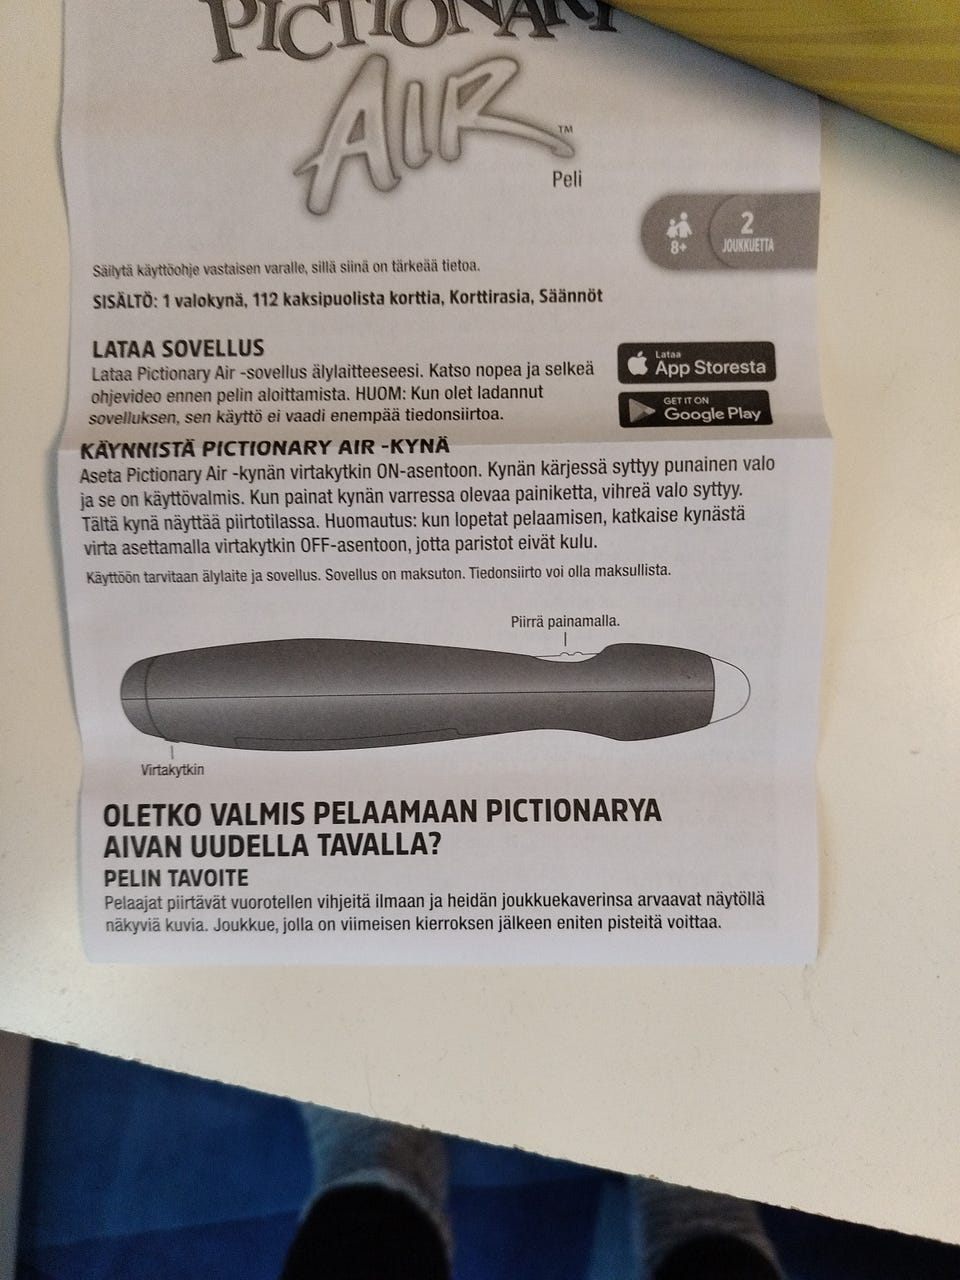 PICTIONARY
AIR™
Peli
8+
2
JOUKKUETTA
Säilytä käyttöohje vastaisen varalle, sillä siinä on tärkeää tietoa.
SISÄLTÖ: 1 valokynä, 112 kaksipuolista korttia, Korttirasia, Säännöt
LATAA SOVELLUS
Lataa Pictionary Air -sovellus älylaitteeseesi. Katso nopea ja selkeä
ohjevideo ennen pelin aloittamista. HUOM: Kun olet ladannut
sovelluksen, sen käyttö ei vaadi enempää tiedonsiirtoa.
Lataa
App Storesta
GET IT ON
Google Play
KÄYNNISTÄ PICTIONARY AIR -KYNÄ
Aseta Pictionary Air -kynän virtakytkin ON-asentoon. Kynän kärjessä syttyy punainen valo
ja se on käyttövalmis. Kun painat kynän varressa olevaa painiketta, vihreä valo syttyy.
Tältä kynä näyttää piirtotilassa. Huomautus: kun lopetat pelaamisen, katkaise kynästä
virta asettamalla virtakytkin OFF-asentoon, jotta paristot eivät kulu.
Käyttöön tarvitaan älylaite ja sovellus. Sovellus on maksuton. Tiedonsiirto voi olla maksullista.
Piirrä painamalla.
Virtakytkin
OLETKO VALMIS PELAAMAAN PICTIONARYA
AIVAN UUDELLA TAVALLA?
PELIN TAVOITE
Pelaajat piirtävät vuorotellen vihjeitä ilmaan ja heidän joukkuekaverinsa arvaavat näytöllä
näkyviä kuvia. Joukkue, jolla on viimeisen kierroksen jälkeen eniten pisteitä voittaa.